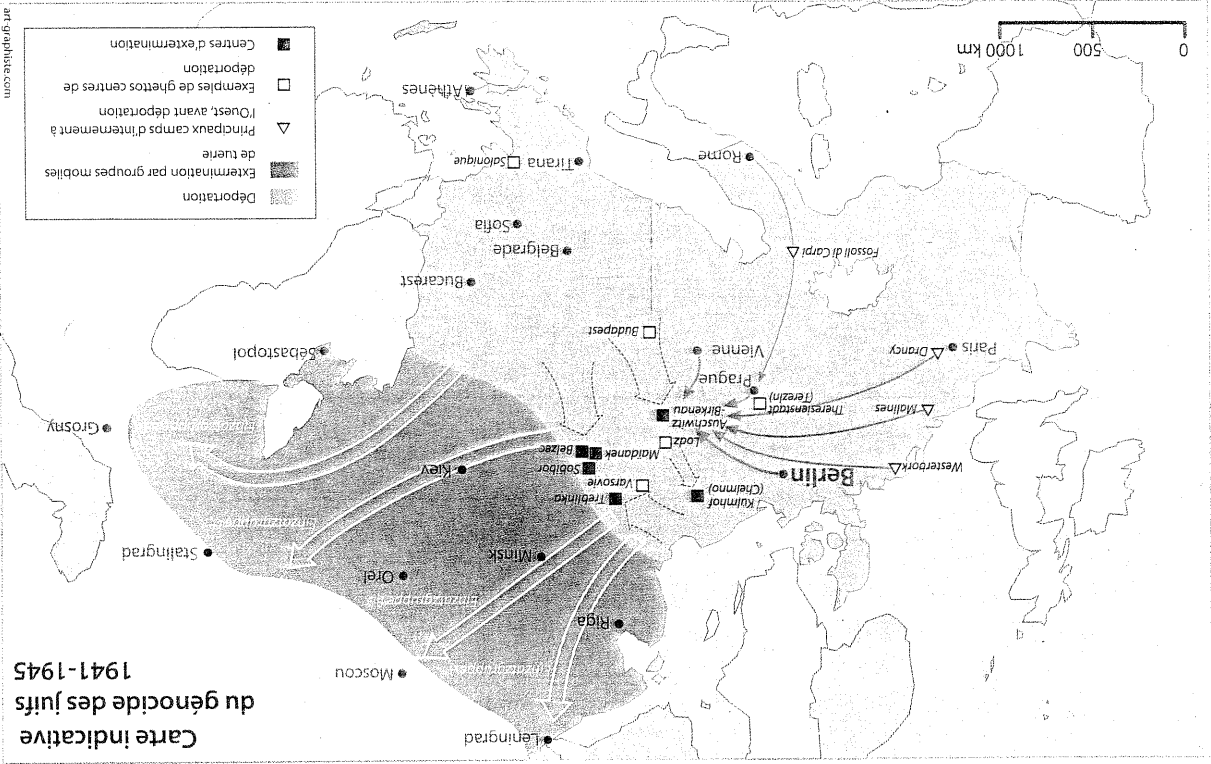 Carte indicative
du génocide des juifs
1941-1945
Leningrad
Moscou
Riga
Orel
Minsk
Stalingrad
Berlin
Westerbork
Kulmhof
(Chelmno)
Treblinka
Varsovie
Sobibor
Kiev
Maïdanek
Belzec
Lodz
Grosny
Malines
Theresienstadt
(Terezin)
Auschwitz
-Birkenau
Prague
Paris
Drancy
Vienne
Budapest
Sébastopol
Bucarest
Belgrade
Fossoli di Carpi
Sofia
Rome
Tirana
Salonique
Athènes
Déportation
Extermination par groupes mobiles
de tuerie
Principaux camps d'internement à
l'Ouest, avant déportation
Exemples de ghettos centres de
déportation
Centres d'extermination
0 500 1000 km
art-graphiste.com